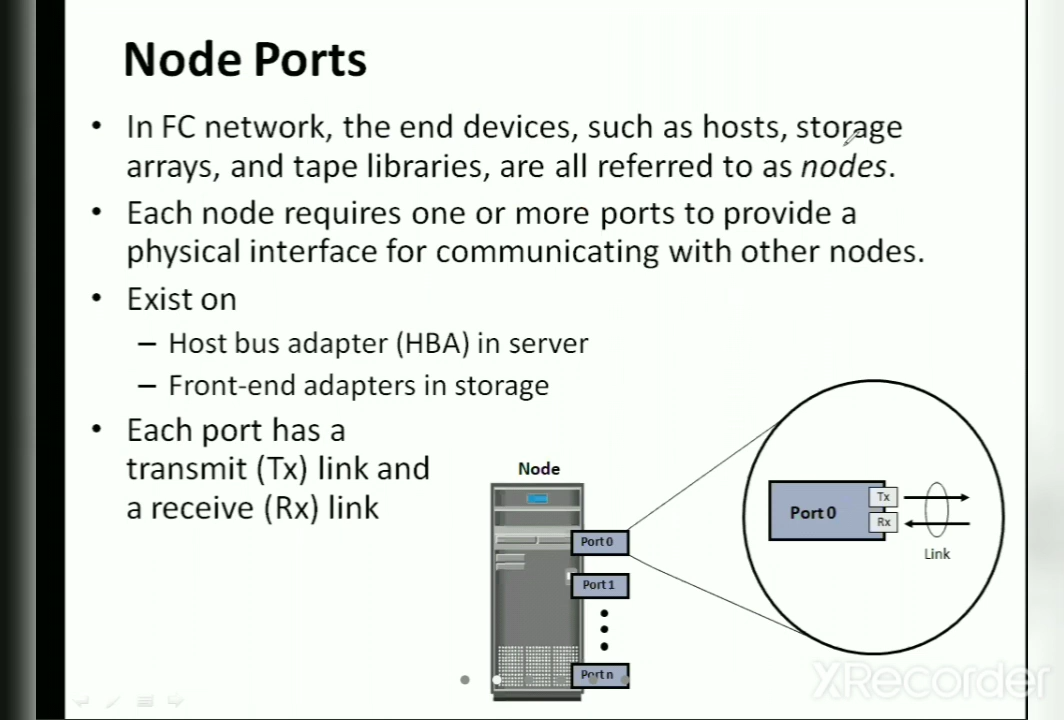 Node Ports
• In FC network, the end devices, such as hosts, storage
arrays, and tape libraries, are all referred to as nodes.
• Each node requires one or more ports to provide a
physical interface for communicating with other nodes.
• Exist on
– Host bus adapter (HBA) in server
– Front-end adapters in storage
• Each port has a
transmit (Tx) link and
a receive (Rx) link
Node
Port 0
Port 1
Port n
Port 0
Tx
Rx
Link
XRecorder